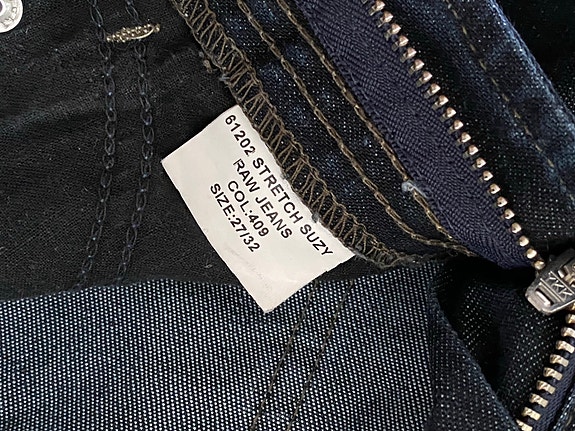 61202 STRETCH SUZY
RAW JEANS
COL:409
SIZE:27/32